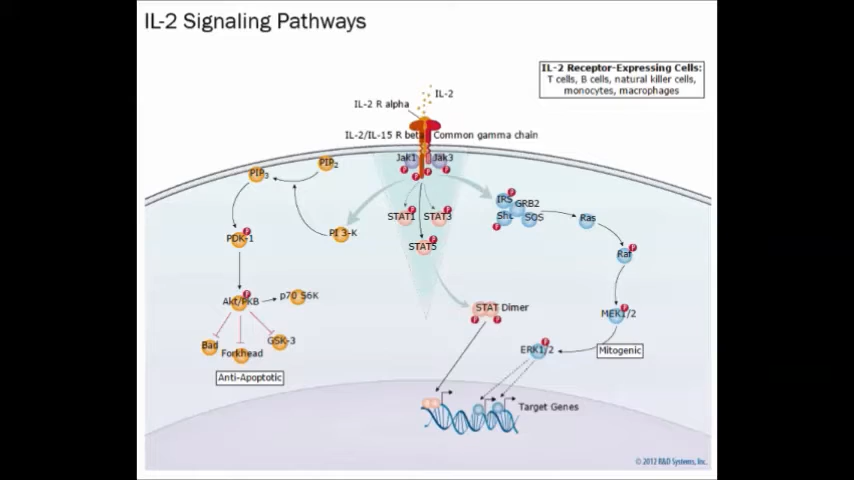 IL-2 Signaling Pathways
IL-2 Receptor-Expressing Cells:
T cells, B cells, natural killer cells,
monocytes, macrophages
IL-2
IL-2 R alpha
IL-2/IL-15 R beta
Common gamma chain
Jak1
Jak3
P
P
P
P
PIP3
PIP2
IRS
P
GRB2
Shc
SOS
P
STAT1
P
STAT3
P
Ras
PI 3-K
PDK-1
P
STAT5
P
Raf
P
Akt/PKB
P
p70 S6K
STAT Dimer
P
P
MEK1/2
P
Bad
Forkhead
GSK-3
ERK1/2
P
Mitogenic
Anti-Apoptotic
Target Genes
© 2012 R&D Systems, Inc.